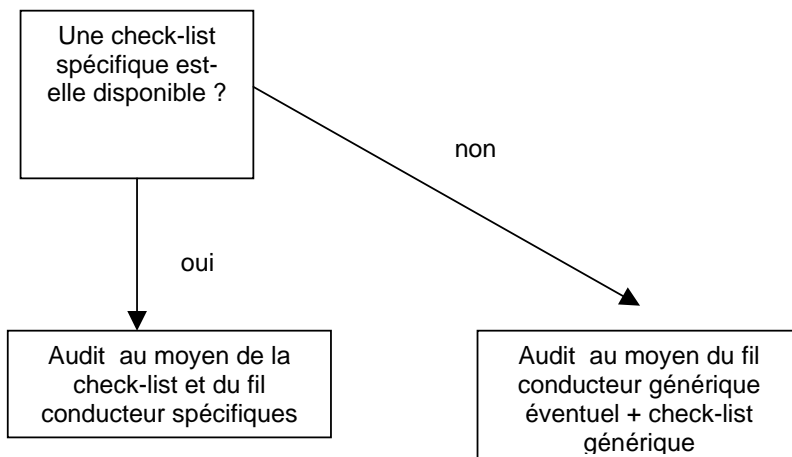 Une check-list
spécifique est-
elle disponible ?
non
oui
Audit au moyen de la
check-list et du fil
conducteur spécifiques
Audit au moyen du fil
conducteur générique
éventuel + check-list
générique